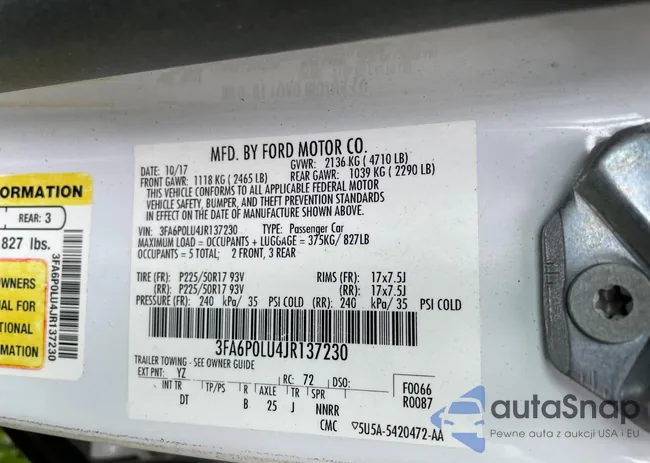 MFD. BY FORD MOTOR CO.
DATE: 10/17 GVWR: 2136 KG ( 4710 LB)
FRONT GAWR: 1118 KG ( 2465 LB) REAR GAWR: 1039 KG ( 2290 LB)
THIS VEHICLE CONFORMS TO ALL APPLICABLE FEDERAL MOTOR
VEHICLE SAFETY, BUMPER, AND THEFT PREVENTION STANDARDS
IN EFFECT ON THE DATE OF MANUFACTURE SHOWN ABOVE.
VIN: 3FA6P0LU4JR137230 TYPE: Passenger Car
MAXIMUM LOAD = OCCUPANTS + LUGGAGE = 375KG/ 827LB
OCCUPANTS = 5 TOTAL; 2 FRONT, 3 REAR
TIRE (FR): P225/50R17 93V RIMS (FR): 17x7.5J
(RR): P225/50R17 93V (RR): 17x7.5J
PRESSURE (FR): 240 kPa/ 35 PSI COLD (RR): 240 kPa/ 35 PSI COLD
3FA6P0LU4JR137230
TRAILER TOWING - SEE OWNER GUIDE
EXT PNT: YZ RC: 72 DSO: F0066
INT TR TP/PS R AXLE TR SPR R0087
DT B 25 J NNRR
CMC ▽5U5A-5420472-AA
ORMATION
REAR: 3
827 lbs.
WNERS
UAL FOR
TIONAL
MATION
3FA6P0LU4JR137230
autaSnap
Pewne auta z aukcji USA i EU